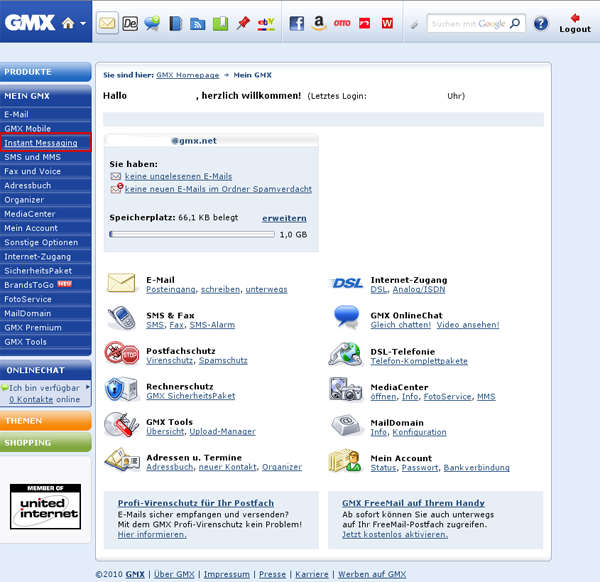 GMX
De
ebY
OTTO
W
Suchen mit Google
?
Logout
PRODUKTE
MEIN GMX
E-Mail
GMX Mobile
Instant Messaging
SMS und MMS
Fax und Voice
Adressbuch
Organizer
MediaCenter
Mein Account
Sonstige Optionen
Internet-Zugang
SicherheitsPaket
BrandsToGo NEU
FotoService
MailDomain
GMX Premium
GMX Tools
ONLINECHAT
Ich bin verfügbar
0 Kontakte online
THEMEN
SHOPPING
MEMBER OF
united
internet
Sie sind hier: GMX Homepage → Mein GMX
Hallo , herzlich willkommen! (Letztes Login: Uhr)
@gmx.net
Sie haben:
keine ungelesenen E-Mails
keine neuen E-Mails im Ordner Spamverdacht
Speicherplatz: 66,1 KB belegt erweitern
1,0 GB
E-Mail
Posteingang, schreiben, unterwegs
Internet-Zugang
DSL, Analog/ISDN
DSL
SMS & Fax
SMS, Fax, SMS-Alarm
GMX OnlineChat
Gleich chatten! Video ansehen!
STOP
Postfachschutz
Virenschutz, Spamschutz
DSL-Telefonie
Telefon-Komplettpakete
Rechnerschutz
GMX SicherheitsPaket
MediaCenter
öffnen, Info, FotoService, MMS
GMX Tools
Übersicht, Upload-Manager
MailDomain
Info, Konfiguration
Adressen u. Termine
Adressbuch, neuer Kontakt, Organizer
Mein Account
Status, Passwort, Bankverbindung
Profi-Virenschutz für Ihr Postfach
E-Mails sicher empfangen und versenden?
Mit dem GMX Profi-Virenschutz kein Problem!
Hier informieren.
GMX FreeMail auf Ihrem Handy
Ab sofort können Sie auch unterwegs
auf Ihr FreeMail-Postfach zugreifen.
Jetzt kostenlos aktivieren.
©2010 GMX | Über GMX | Impressum | Presse | Karriere | Werben auf GMX